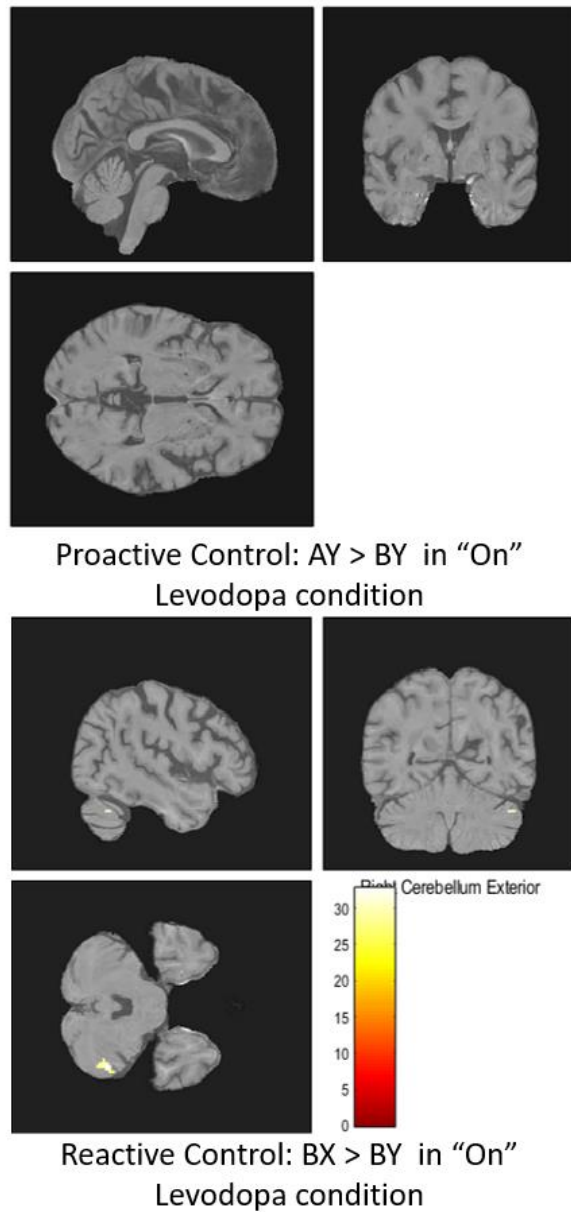 Proactive Control: AY > BY in “On”
Levodopa condition
Right Cerebellum Exterior
30
25
20
15
10
5
0
Reactive Control: BX > BY in “On”
Levodopa condition